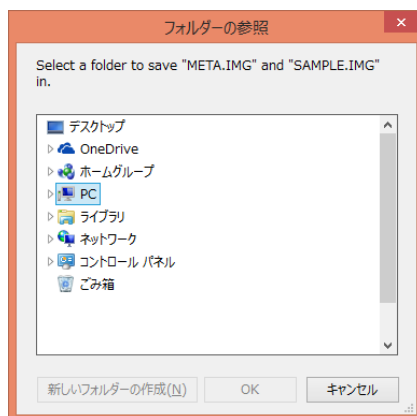 フォルダーの参照
Select a folder to save "META.IMG" and "SAMPLE.IMG"
in.
デスクトップ
OneDrive
ホームグループ
PC
ライブラリ
ネットワーク
コントロール パネル
ごみ箱
新しいフォルダーの作成(N)
OK
キャンセル